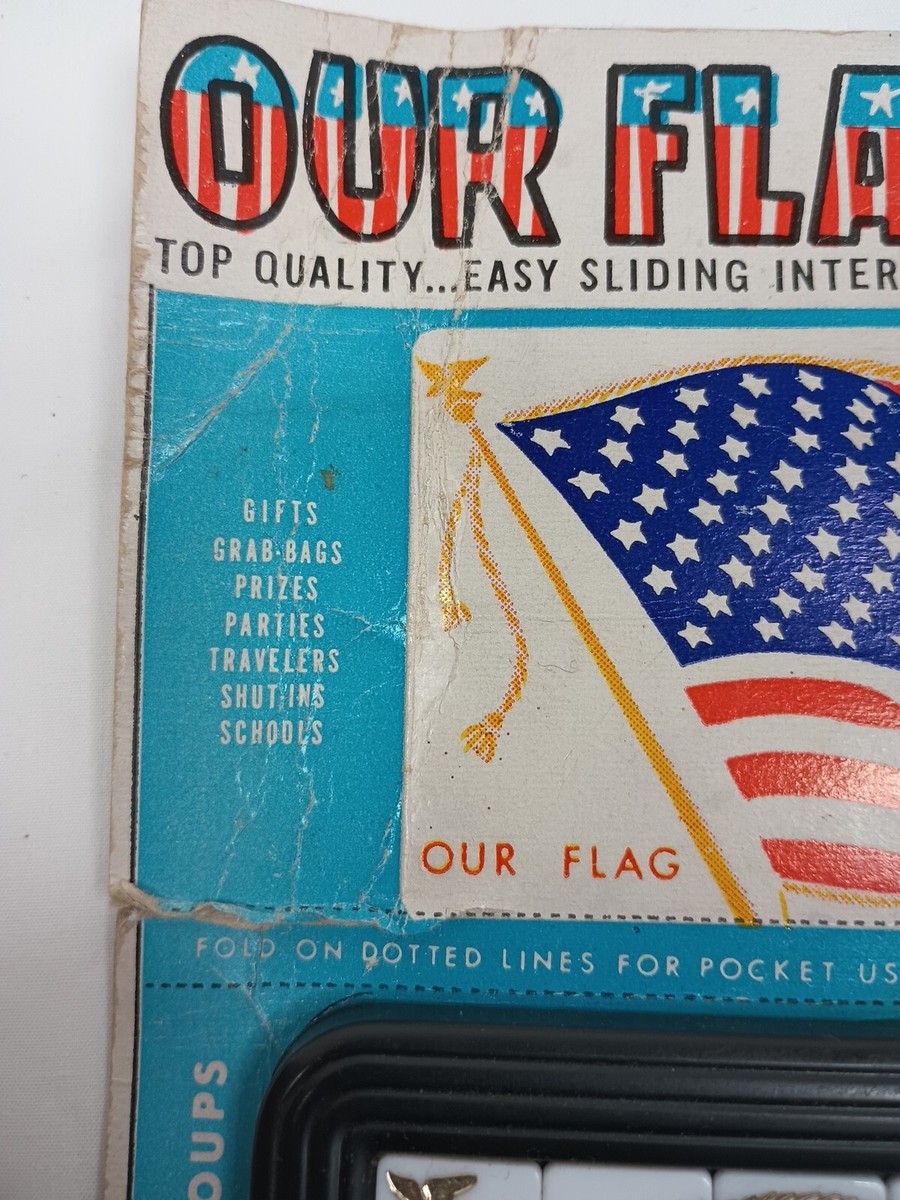 OUR FLA
TOP QUALITY...EASY SLIDING INTER
GIFTS
GRAB-BAGS
PRIZES
PARTIES
TRAVELERS
SHUT-INS
SCHOOLS
OUR FLAG
FOLD ON DOTTED LINES FOR POCKET US
OUPS